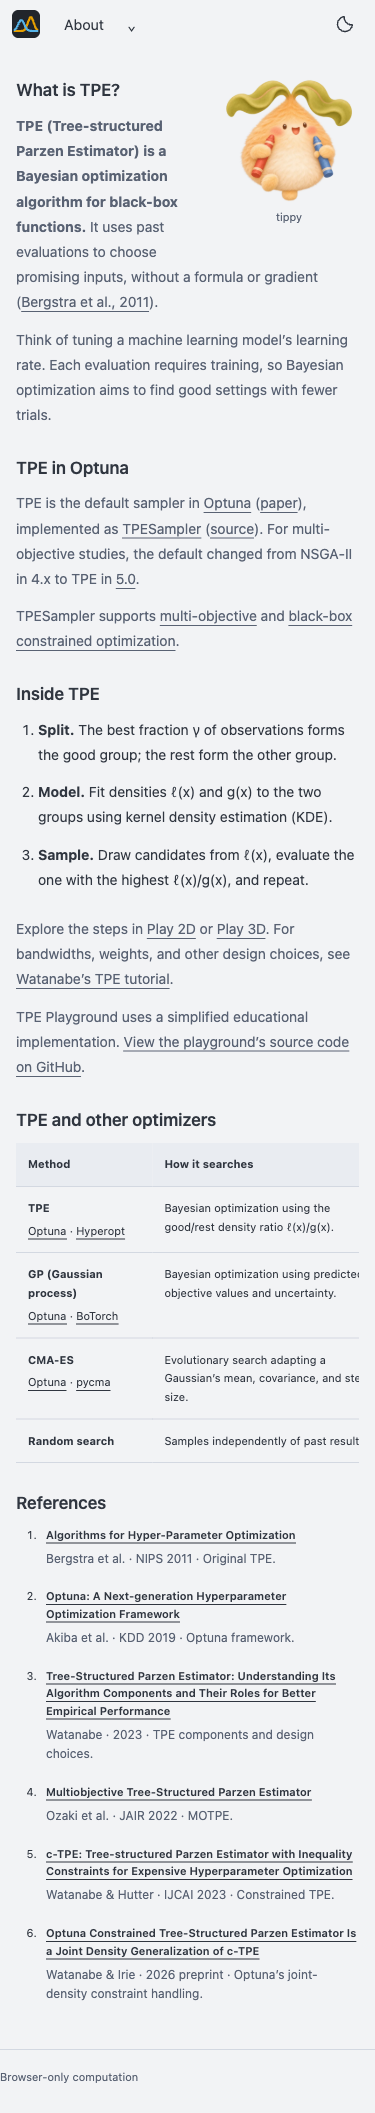 About
What is TPE?
TPE (Tree-structured
Parzen Estimator) is a
Bayesian optimization
algorithm for black-box
functions. It uses past
evaluations to choose
promising inputs, without a formula or gradient
(Bergstra et al., 2011).
tippy
Think of tuning a machine learning model’s learning
rate. Each evaluation requires training, so Bayesian
optimization aims to find good settings with fewer
trials.
TPE in Optuna
TPE is the default sampler in Optuna (paper),
implemented as TPESampler (source). For multi-
objective studies, the default changed from NSGA-II
in 4.x to TPE in 5.0.
TPESampler supports multi-objective and black-box
constrained optimization.
Inside TPE
1. Split. The best fraction γ of observations forms
the good group; the rest form the other group.
2. Model. Fit densities ℓ(x) and g(x) to the two
groups using kernel density estimation (KDE).
3. Sample. Draw candidates from ℓ(x), evaluate the
one with the highest ℓ(x)/g(x), and repeat.
Explore the steps in Play 2D or Play 3D. For
bandwidths, weights, and other design choices, see
Watanabe’s TPE tutorial.
TPE Playground uses a simplified educational
implementation. View the playground’s source code
on GitHub.
TPE and other optimizers
Method How it searches
TPE
Optuna · Hyperopt
Bayesian optimization using the
good/rest density ratio ℓ(x)/g(x).
GP (Gaussian
process)
Optuna · BoTorch
Bayesian optimization using predicted
objective values and uncertainty.
CMA-ES
Optuna · pycma
Evolutionary search adapting a
Gaussian’s mean, covariance, and ste
size.
Random search
Samples independently of past result
References
1. Algorithms for Hyper-Parameter Optimization
Bergstra et al. · NIPS 2011 · Original TPE.
2. Optuna: A Next-generation Hyperparameter
Optimization Framework
Akiba et al. · KDD 2019 · Optuna framework.
3. Tree-Structured Parzen Estimator: Understanding Its
Algorithm Components and Their Roles for Better
Empirical Performance
Watanabe · 2023 · TPE components and design
choices.
4. Multiobjective Tree-Structured Parzen Estimator
Ozaki et al. · JAIR 2022 · MOTPE.
5. c-TPE: Tree-structured Parzen Estimator with Inequality
Constraints for Expensive Hyperparameter Optimization
Watanabe & Hutter · IJCAI 2023 · Constrained TPE.
6. Optuna Constrained Tree-Structured Parzen Estimator Is
a Joint Density Generalization of c-TPE
Watanabe & Irie · 2026 preprint · Optuna’s joint-
density constraint handling.
Browser-only computation